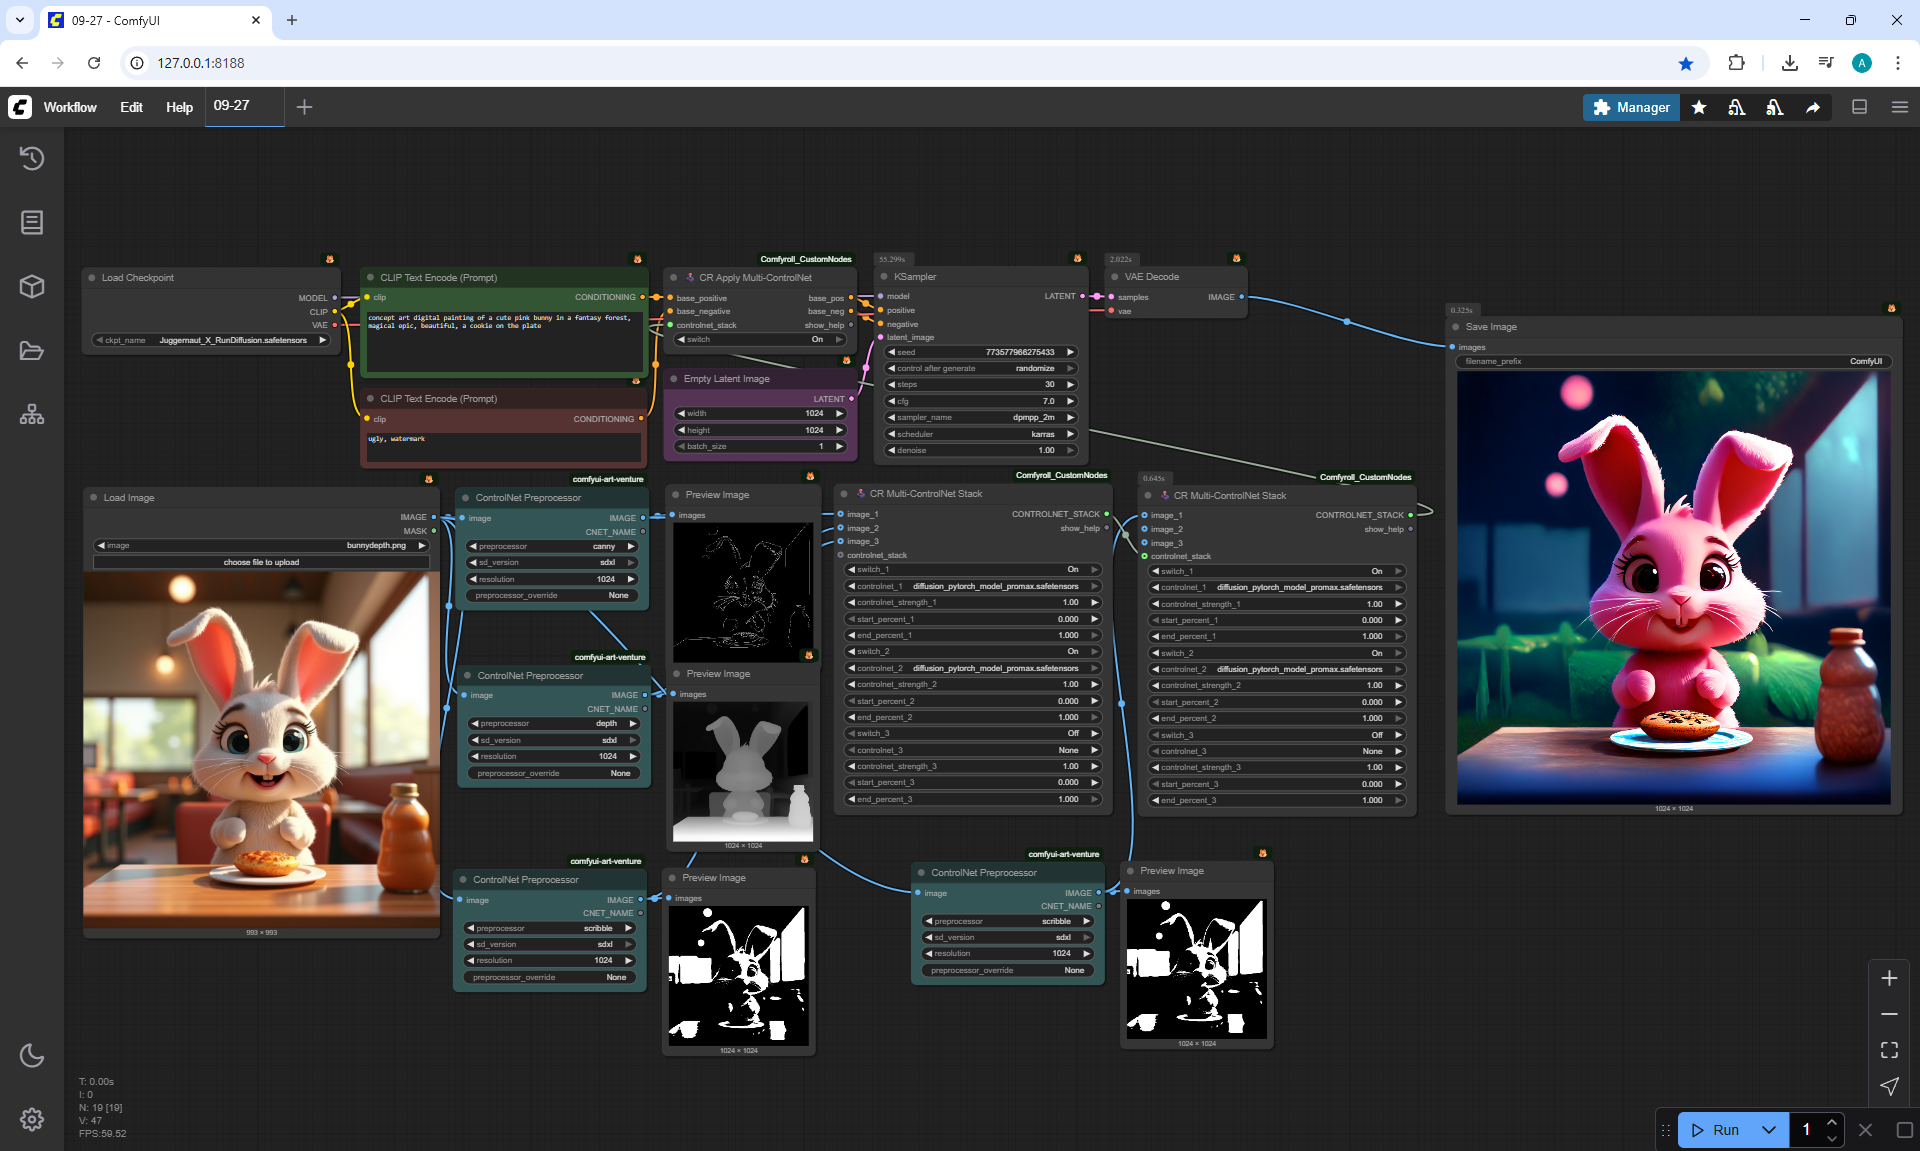 09-27 - ComfyUI
127.0.0.1:8188
A
Workflow
Edit
Help
09-27
Manager
Load Checkpoint
MODEL
CLIP
VAE
ckpt_name Juggernaut_X_RunDiffusion.safetensors
CLIP Text Encode (Prompt)
clip CONDITIONING
concept art digital painting of a cute pink bunny in a fantasy forest,
magical epic, beautiful, a cookie on the plate
CLIP Text Encode (Prompt)
clip CONDITIONING
ugly, watermark
Comfyroll_CustomNodes
CR Apply Multi-ControlNet
base_positive base_pos
base_negative base_neg
controlnet_stack show_help
switch On
Empty Latent Image
LATENT
width 1024
height 1024
batch_size 1
55.299s
KSampler
model LATENT
positive
negative
latent_image
seed 773577966275433
control after generate randomize
steps 30
cfg 7.0
sampler_name dpmpp_2m
scheduler karras
denoise 1.00
2.022s
VAE Decode
samples IMAGE
vae
0.325s
Save Image
images
filename_prefix ComfyUI
1024 × 1024
Load Image
IMAGE
MASK
image bunnydepth.png
choose file to upload
993 × 993
comfyui-art-venture
ControlNet Preprocessor
image IMAGE
CNET_NAME
preprocessor canny
sd_version sdxl
resolution 1024
preprocessor_override None
comfyui-art-venture
ControlNet Preprocessor
image IMAGE
CNET_NAME
preprocessor depth
sd_version sdxl
resolution 1024
preprocessor_override None
comfyui-art-venture
ControlNet Preprocessor
image IMAGE
CNET_NAME
preprocessor scribble
sd_version sdxl
resolution 1024
preprocessor_override None
Preview Image
images
Preview Image
images
1024 × 1024
Preview Image
images
1024 × 1024
Comfyroll_CustomNodes
CR Multi-ControlNet Stack
image_1 CONTROLNET_STACK
image_2 show_help
image_3
controlnet_stack
switch_1 On
controlnet_1 diffusion_pytorch_model_promax.safetensors
controlnet_strength_1 1.00
start_percent_1 0.000
end_percent_1 1.000
switch_2 On
controlnet_2 diffusion_pytorch_model_promax.safetensors
controlnet_strength_2 1.00
start_percent_2 0.000
end_percent_2 1.000
switch_3 Off
controlnet_3 None
controlnet_strength_3 1.00
start_percent_3 0.000
end_percent_3 1.000
0.645s
Comfyroll_CustomNodes
CR Multi-ControlNet Stack
image_1 CONTROLNET_STACK
image_2 show_help
image_3
controlnet_stack
switch_1 On
controlnet_1 diffusion_pytorch_model_promax.safetensors
controlnet_strength_1 1.00
start_percent_1 0.000
end_percent_1 1.000
switch_2 On
controlnet_2 diffusion_pytorch_model_promax.safetensors
controlnet_strength_2 1.00
start_percent_2 0.000
end_percent_2 1.000
switch_3 Off
controlnet_3 None
controlnet_strength_3 1.00
start_percent_3 0.000
end_percent_3 1.000
comfyui-art-venture
ControlNet Preprocessor
image IMAGE
CNET_NAME
preprocessor scribble
sd_version sdxl
resolution 1024
preprocessor_override None
Preview Image
images
1024 × 1024
T: 0.00s
I: 0
N: 19 [19]
V: 47
FPS:59.52
Run
1